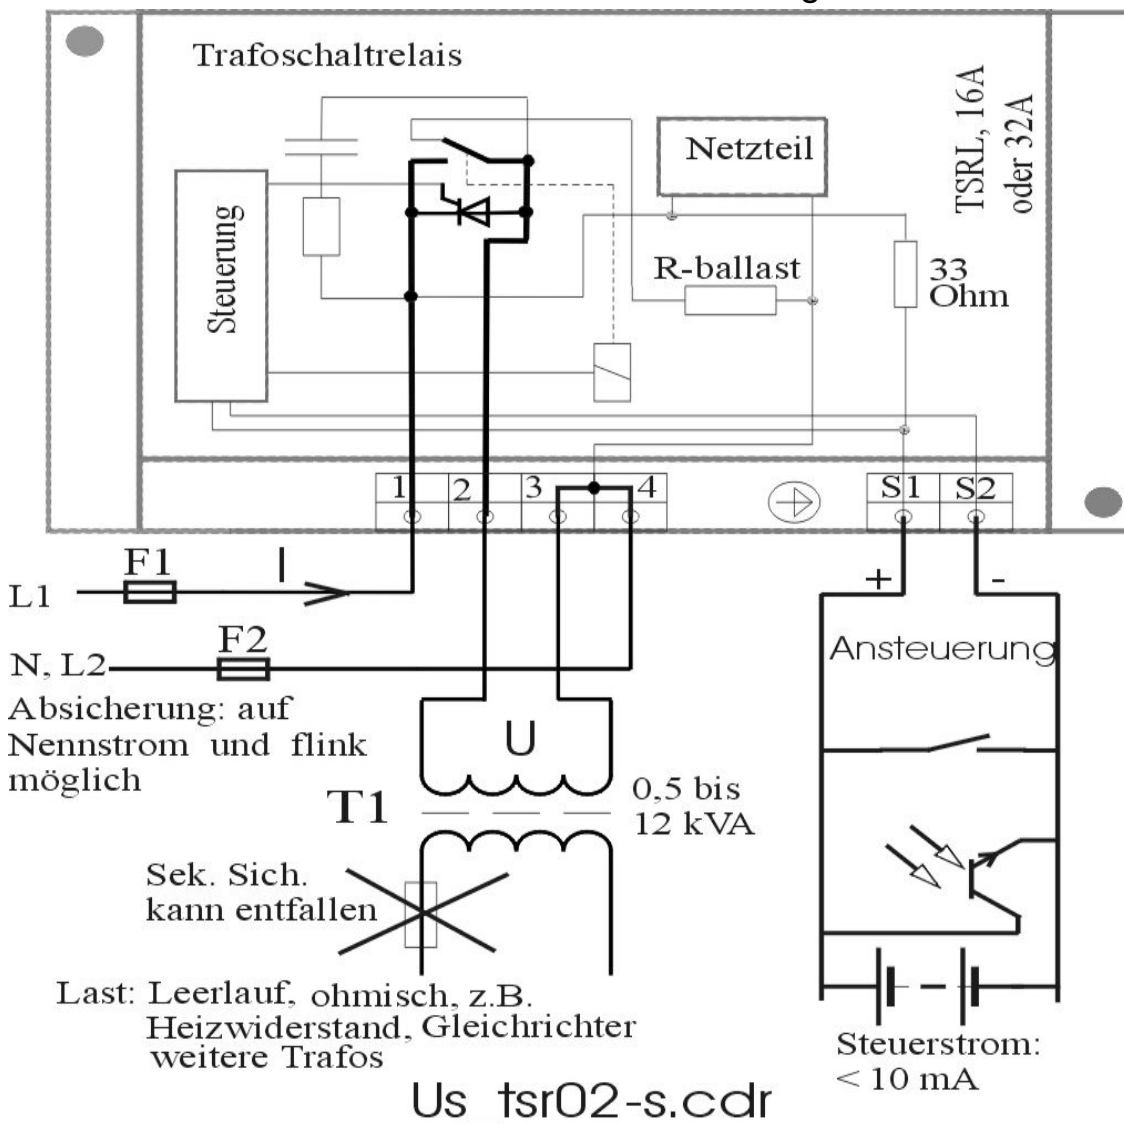 Trafoschaltrelais
TSRL, 16A
oder 32A
Netzteil
Steuerung
R-ballast
33
Ohm
1
2
3
4
S1
S2
F1
I
L1
+
-
F2
N, L2
Ansteuerung
Absicherung: auf
Nennstrom und flink
möglich
U
T1
0,5 bis
12 kVA
Sek. Sich.
kann entfallen
Last: Leerlauf, ohmisch, z.B.
Heizwiderstand, Gleichrichter
weitere Trafos
Steuerstrom:
< 10 mA
Us tsr02-s.cdr